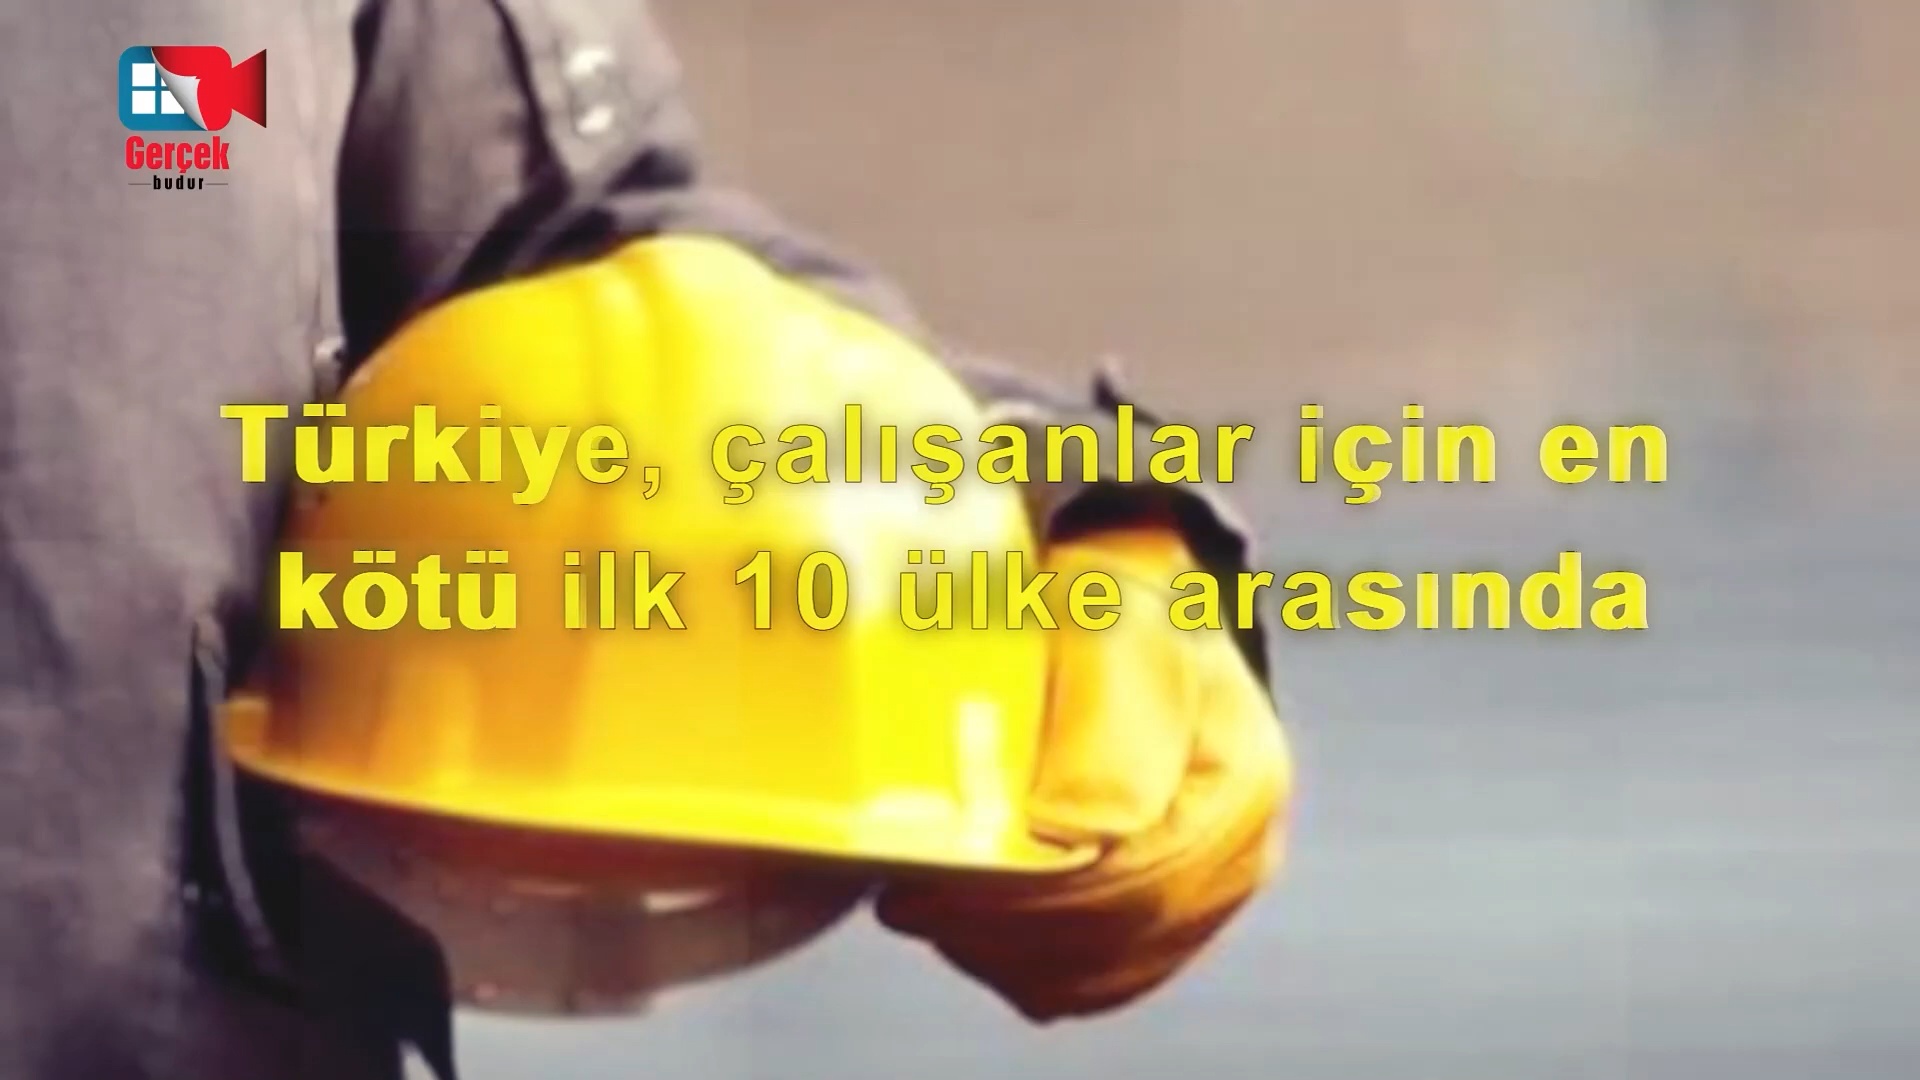 Gerçek
budur
Türkiye, çalışanlar için en
kötü ilk 10 ülke arasında